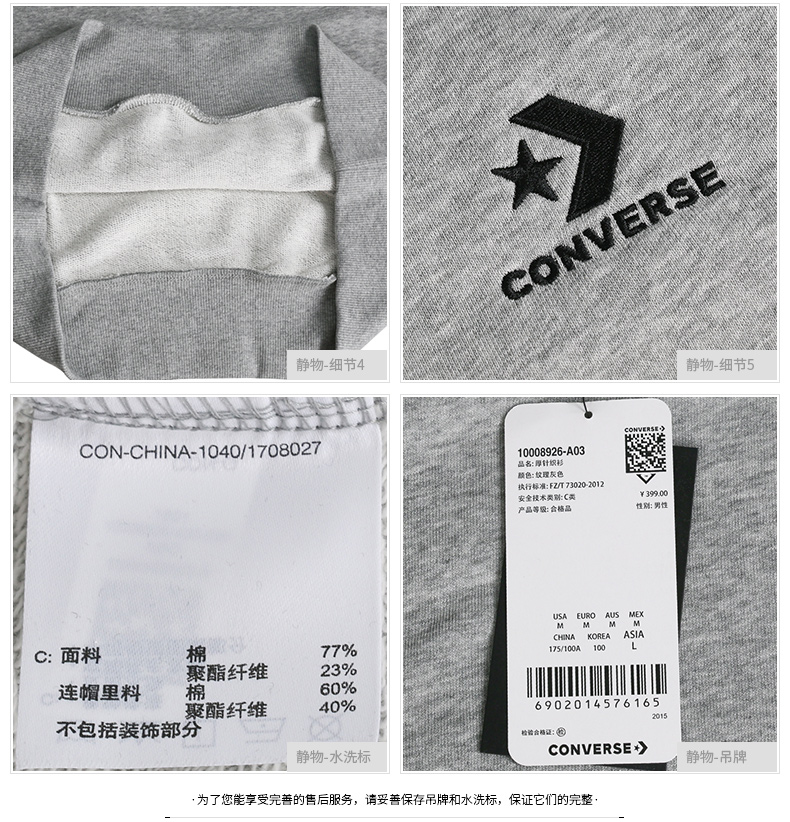 静物-细节4
CONVERSE
静物-细节5
CON-CHINA-1040/1708027
C: 面料 棉 77%
聚酯纤维 23%
连帽里料 棉 60%
聚酯纤维 40%
不包括装饰部分
静物-水洗标
CONVERSE
10008926-A03
品名: 厚针织衫
颜色: 纹理灰色
执行标准: FZ/T 73020-2012
安全技术类别: C类
¥ 399.00
产品等级: 合格品
性别: 男性
USA EURO AUS MEX
M M M M
CHINA KOREA ASIA
175/100A 100 L
6902014576165
2015
检验合格证: 检
CONVERSE
静物-吊牌
·为了您能享受完善的售后服务，请妥善保存吊牌和水洗标，保证它们的完整·